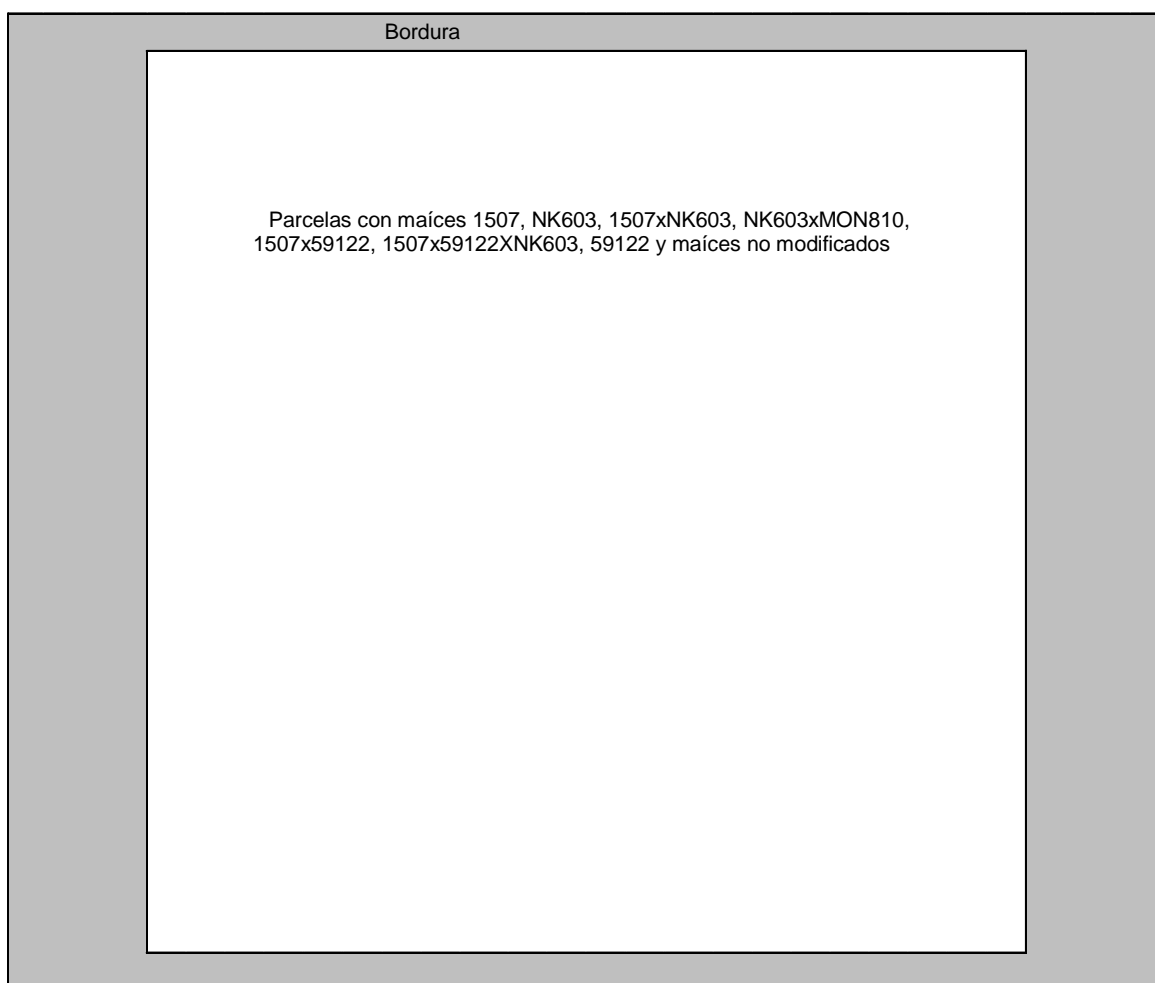 Bordura
Parcelas con maíces 1507, NK603, 1507xNK603, NK603xMON810,
1507x59122, 1507x59122XNK603, 59122 y maíces no modificados